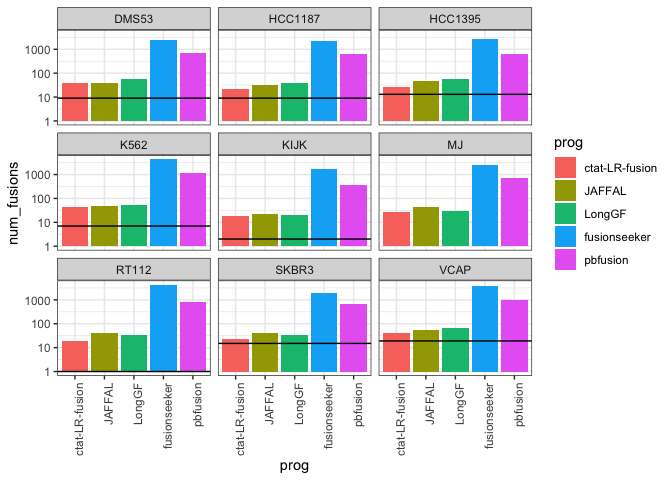 DMS53 HCC1187 HCC1395
1000
100
10
1
K562 KIJK MJ
1000
100
10
1
RT112 SKBR3 VCAP
1000
100
10
1
num_fusions
ctat-LR-fusion JAFFAL LongGF fusionseeker pbfusion ctat-LR-fusion JAFFAL LongGF fusionseeker pbfusion ctat-LR-fusion JAFFAL LongGF fusionseeker pbfusion
prog
prog
ctat-LR-fusion
JAFFAL
LongGF
fusionseeker
pbfusion